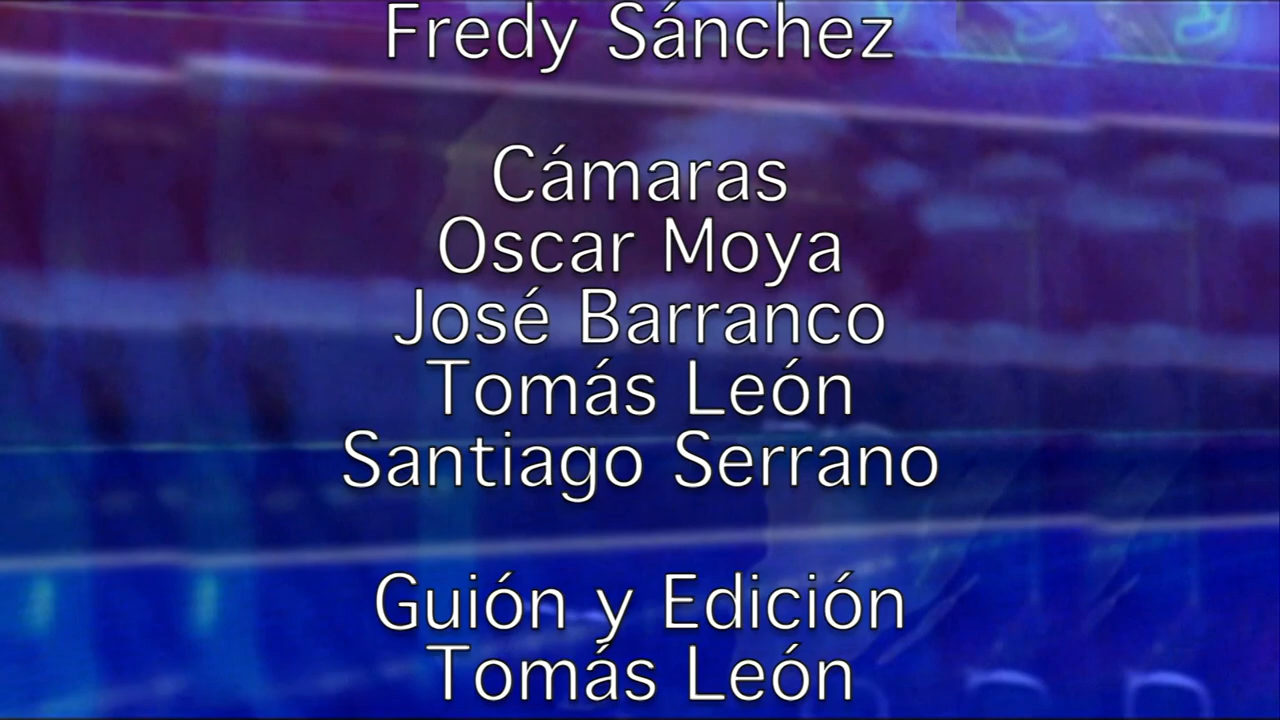 Fredy Sánchez
Cámaras
Oscar Moya
José Barranco
Tomás León
Santiago Serrano
Guión y Edición
Tomás León